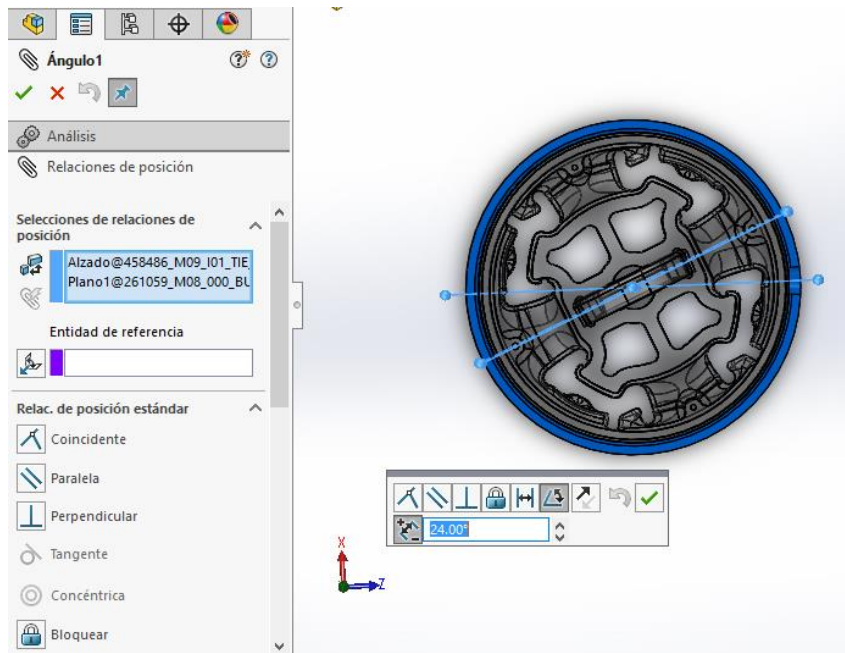 Ángulo1
Análisis
Relaciones de posición
Selecciones de relaciones de
posición
Alzado@458486_M09_I01_TIE
Plano1@261059_M08_000_BU
Entidad de referencia
Relac. de posición estándar
Coincidente
Paralela
Perpendicular
Tangente
Concéntrica
Bloquear
24.00°
X
Z